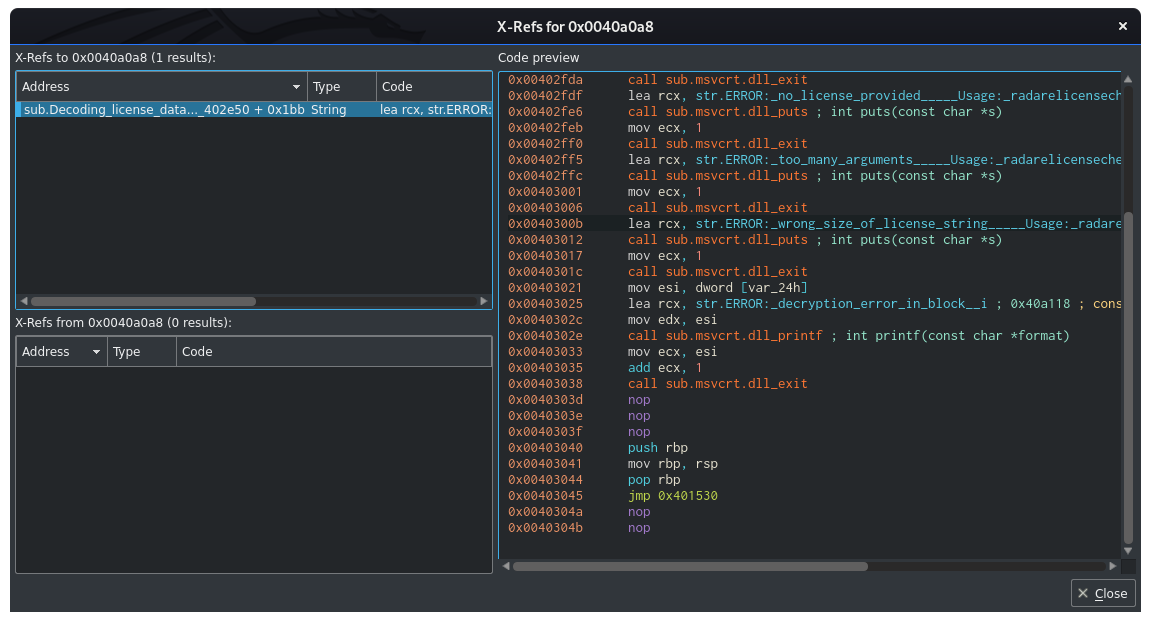 X-Refs for 0x0040a0a8
X-Refs to 0x0040a0a8 (1 results):
Address Type Code
sub.Decoding_license_data..._402e50 + 0x1bb String lea rcx, str.ERROR:
X-Refs from 0x0040a0a8 (0 results):
Address Type Code
Code preview
0x00402fda call sub.msvcrt.dll_exit
0x00402fdf lea rcx, str.ERROR:_no_license_provided_____Usage:_radarelicensech
0x00402fe6 call sub.msvcrt.dll_puts ; int puts(const char *s)
0x00402feb mov ecx, 1
0x00402ff0 call sub.msvcrt.dll_exit
0x00402ff5 lea rcx, str.ERROR:_too_many_arguments_____Usage:_radarelicenseche
0x00402ffc call sub.msvcrt.dll_puts ; int puts(const char *s)
0x00403001 mov ecx, 1
0x00403006 call sub.msvcrt.dll_exit
0x0040300b lea rcx, str.ERROR:_wrong_size_of_license_string_____Usage:_radare
0x00403012 call sub.msvcrt.dll_puts ; int puts(const char *s)
0x00403017 mov ecx, 1
0x0040301c call sub.msvcrt.dll_exit
0x00403021 mov esi, dword [var_24h]
0x00403025 lea rcx, str.ERROR:_decryption_error_in_block__i ; 0x40a118 ; cons
0x0040302c mov edx, esi
0x0040302e call sub.msvcrt.dll_printf ; int printf(const char *format)
0x00403033 mov ecx, esi
0x00403035 add ecx, 1
0x00403038 call sub.msvcrt.dll_exit
0x0040303d nop
0x0040303e nop
0x0040303f nop
0x00403040 push rbp
0x00403041 mov rbp, rsp
0x00403044 pop rbp
0x00403045 jmp 0x401530
0x0040304a nop
0x0040304b nop
Close